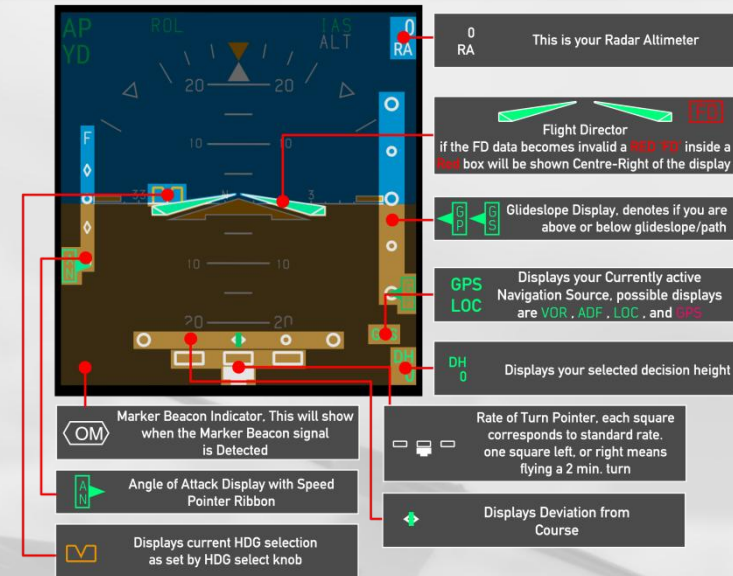 AP
YD
ROL
IAS
ALT
0
RA
20 20
F
10 10
33 N 3
10 10
20 20
GPS
DH
0
0
RA
This is your Radar Altimeter
FD
Flight Director
if the FD data becomes invalid a RED 'FD' inside a
Red box will be shown Centre-Right of the display
G
P
G
S
Glideslope Display, denotes if you are
above or below glideslope/path
GPS
LOC
Displays your Currently active
Navigation Source, possible displays
are VOR , ADF , LOC , and GPS
DH
0
Displays your selected decision height
OM
Marker Beacon Indicator, This will show
when the Marker Beacon signal
is Detected
Rate of Turn Pointer, each square
corresponds to standard rate.
one square left, or right means
flying a 2 min. turn
A
N
Angle of Attack Display with Speed
Pointer Ribbon
Displays Deviation from
Course
Displays current HDG selection
as set by HDG select knob